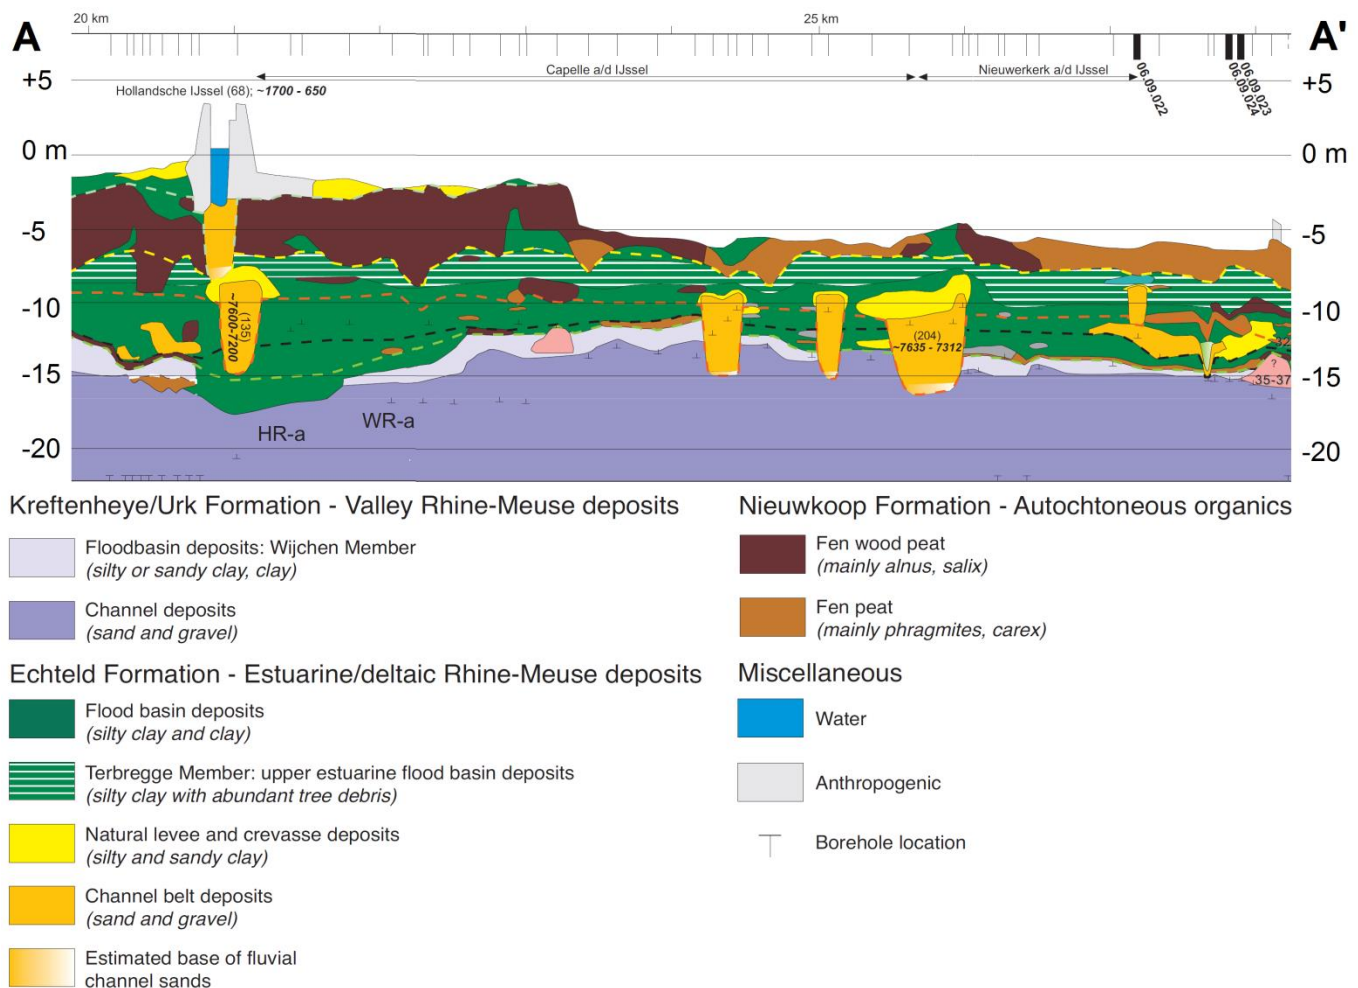 20 km
25 km
A
A'
+5
Capelle a/d IJssel
Nieuwerkerk a/d IJssel
06.09.022
06.09.024
06.09.023
+5
Hollandsche IJssel (68); ~1700 - 650
0 m
0 m
-5
-5
-10
-10
(135)
~7600-7200
(204)
~7635 - 7312
-15
?
35-37
-15
HR-a
WR-a
-20
-20
Kreftenheye/Urk Formation - Valley Rhine-Meuse deposits
Floodbasin deposits: Wijchen Member
(silty or sandy clay, clay)
Channel deposits
(sand and gravel)
Echteld Formation - Estuarine/deltaic Rhine-Meuse deposits
Flood basin deposits
(silty clay and clay)
Terbregge Member: upper estuarine flood basin deposits
(silty clay with abundant tree debris)
Natural levee and crevasse deposits
(silty and sandy clay)
Channel belt deposits
(sand and gravel)
Estimated base of fluvial
channel sands
Nieuwkoop Formation - Autochtoneous organics
Fen wood peat
(mainly alnus, salix)
Fen peat
(mainly phragmites, carex)
Miscellaneous
Water
Anthropogenic
Borehole location